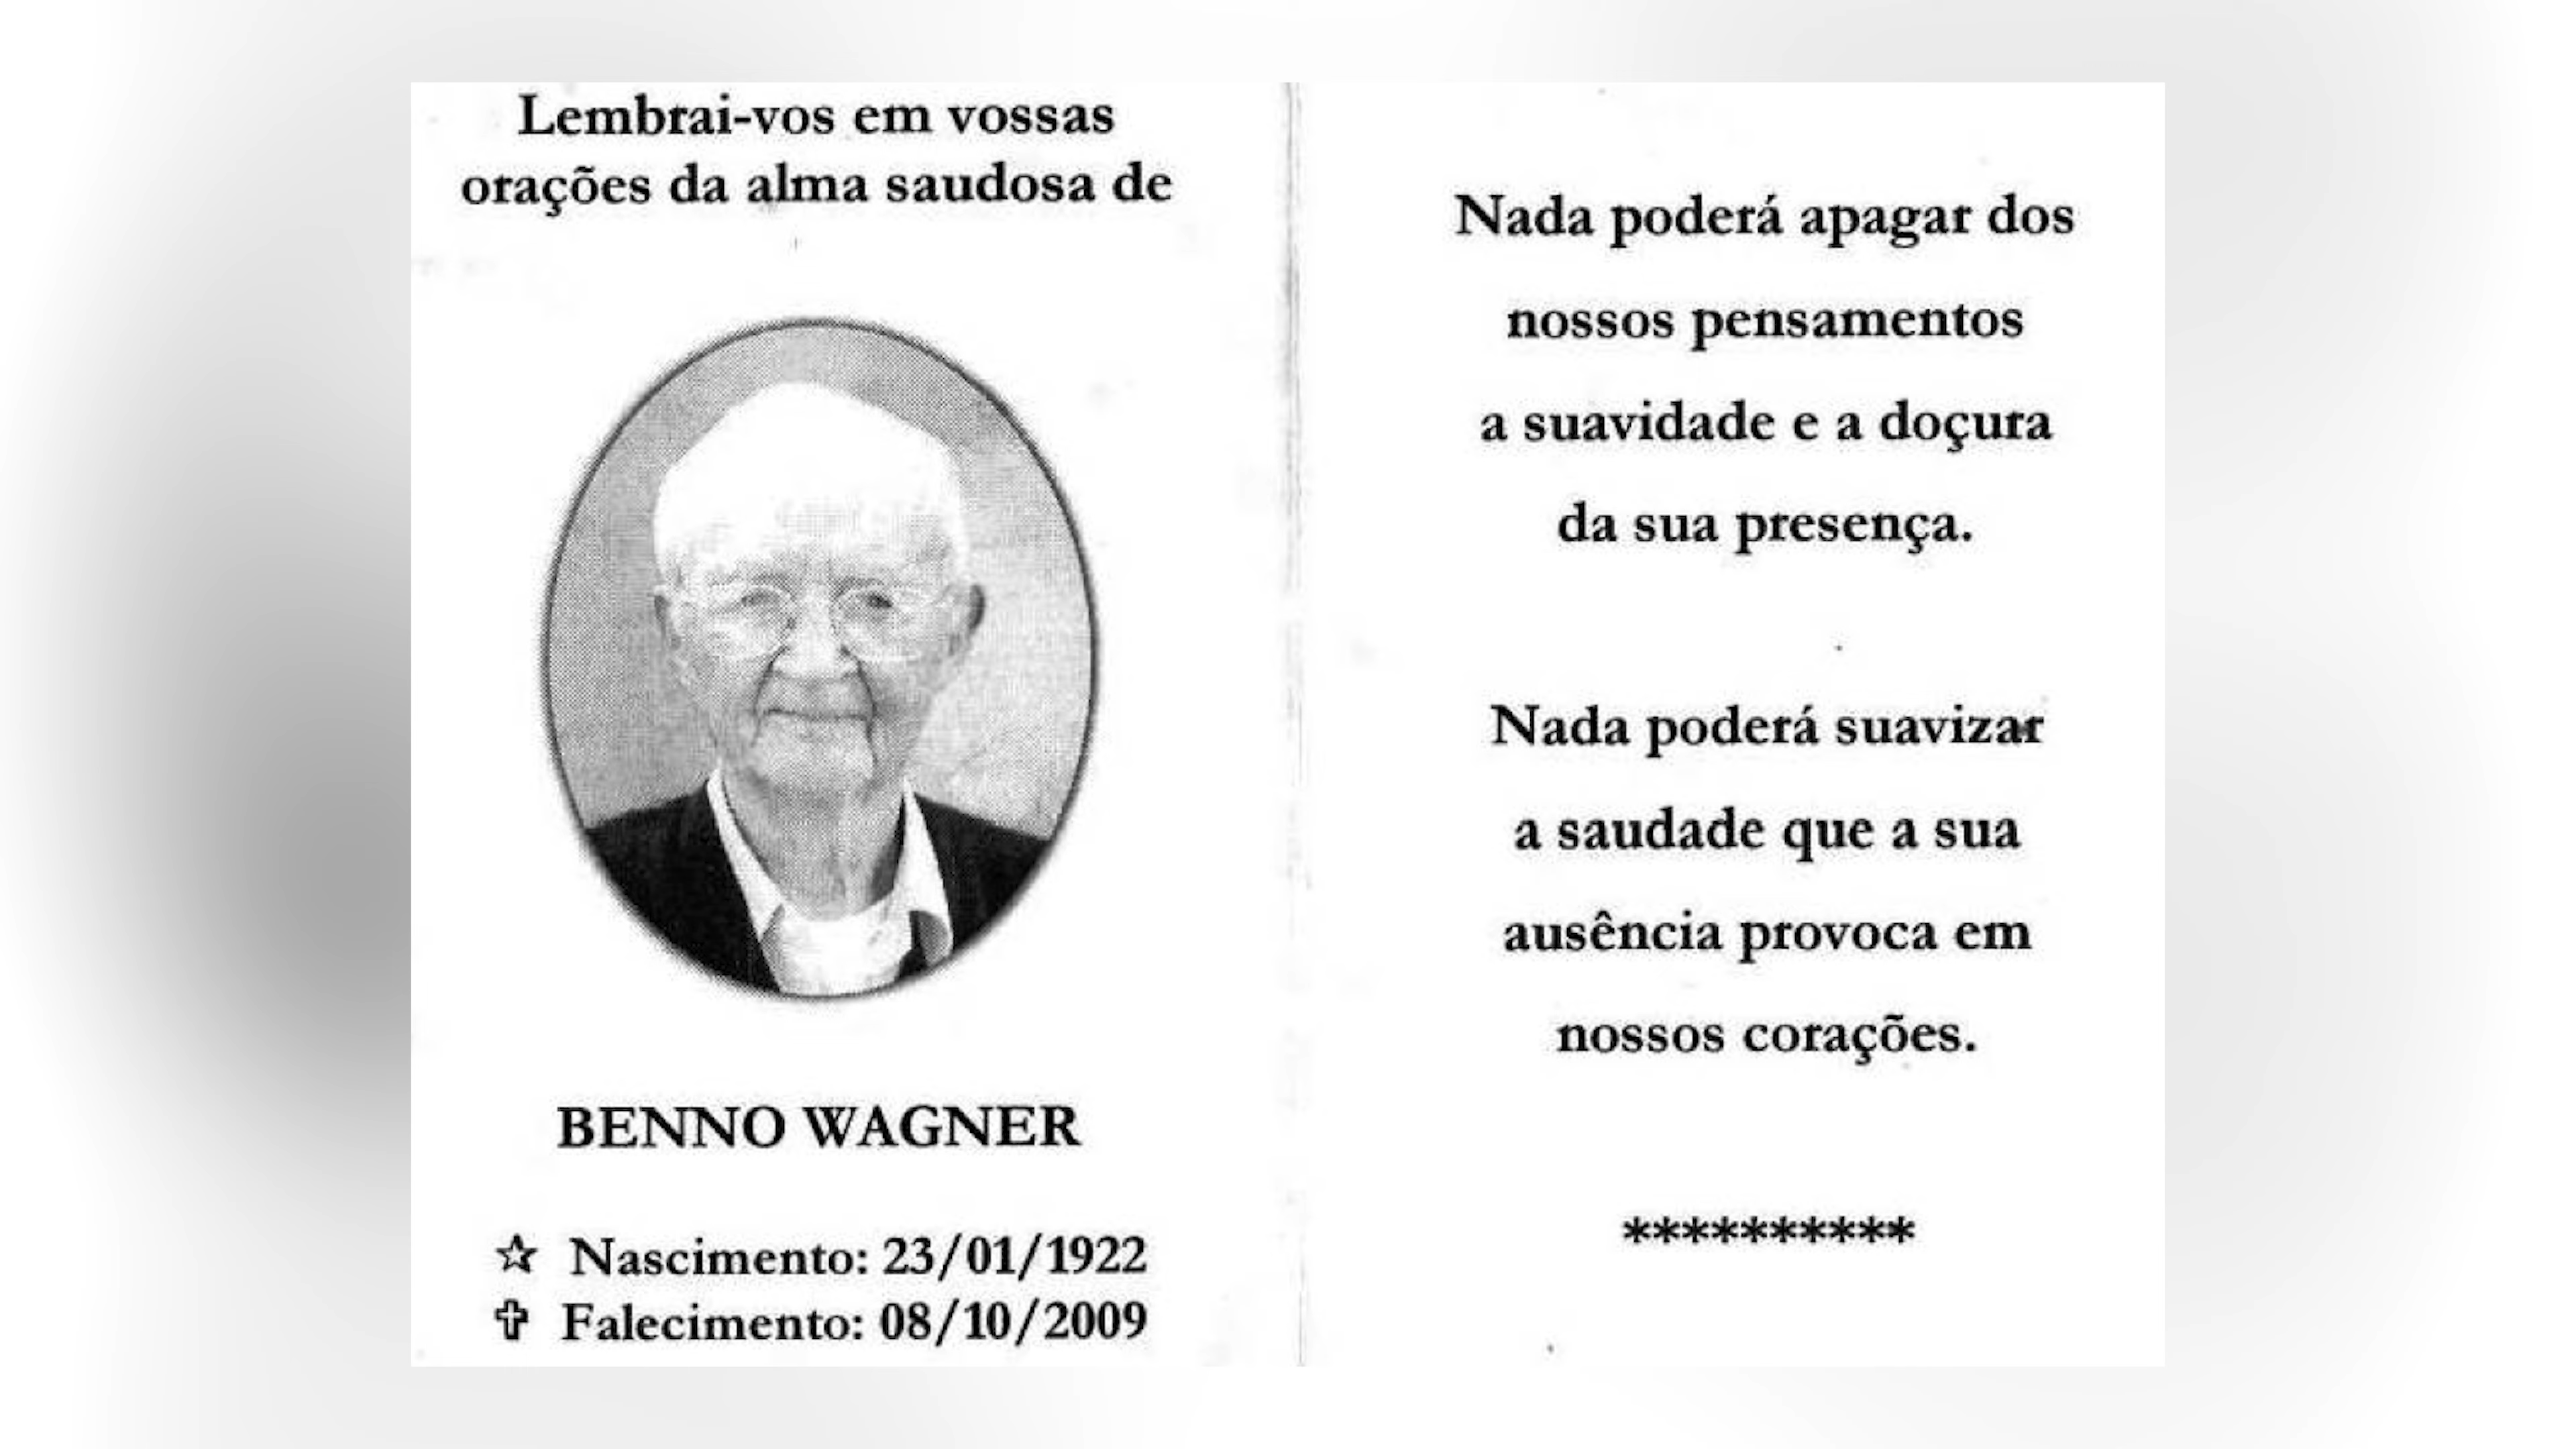 Lembrai-vos em vossas
orações da alma saudosa de
BENNO WAGNER
☆ Nascimento: 23/01/1922
✞ Falecimento: 08/10/2009
Nada poderá apagar dos
nossos pensamentos
a suavidade e a doçura
da sua presença.
Nada poderá suavizar
a saudade que a sua
ausência provoca em
nossos corações.
**********